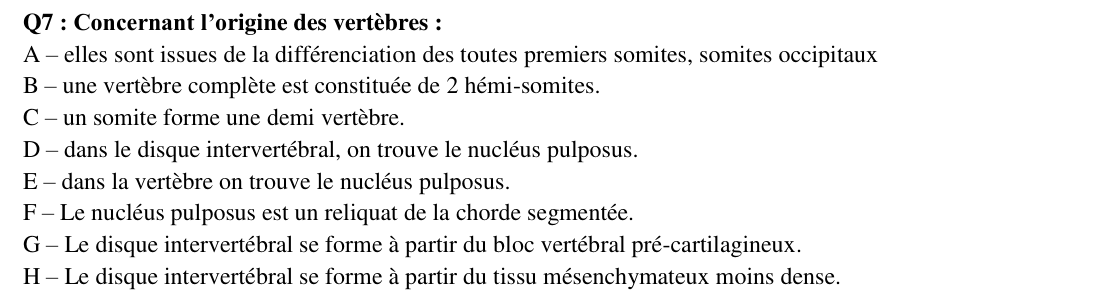 Q7 : Concernant l’origine des vertèbres :
A – elles sont issues de la différenciation des toutes premiers somites, somites occipitaux
B – une vertèbre complète est constituée de 2 hémi-somites.
C – un somite forme une demi vertèbre.
D – dans le disque intervertébral, on trouve le nucléus pulposus.
E – dans la vertèbre on trouve le nucléus pulposus.
F – Le nucléus pulposus est un reliquat de la chorde segmentée.
G – Le disque intervertébral se forme à partir du bloc vertébral pré-cartilagineux.
H – Le disque intervertébral se forme à partir du tissu mésenchymateux moins dense.